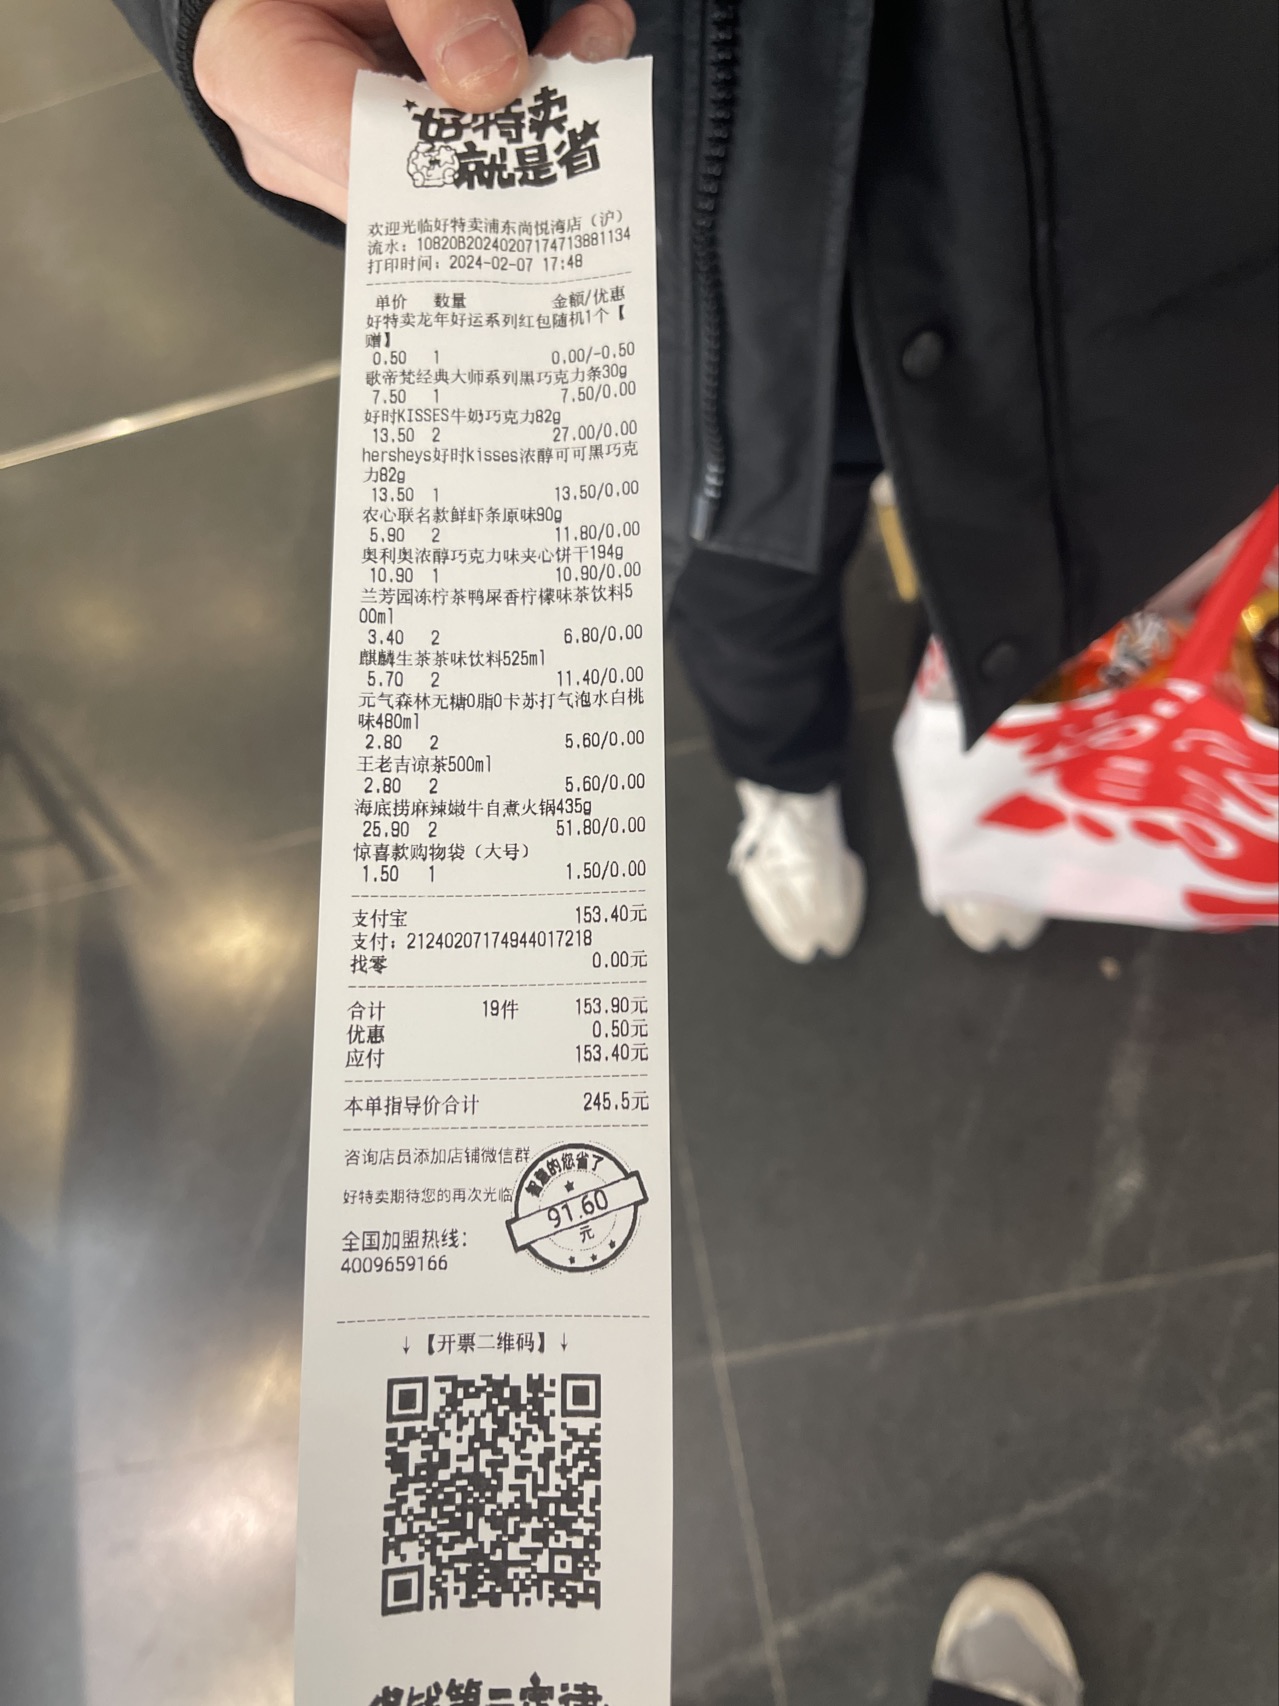 好特卖
就是省
欢迎光临好特卖浦东尚悦湾店（沪）
流水：10820B20240207174713881134
打印时间：2024-02-07 17:48
单价 数量 金额/优惠
好特卖龙年好运系列红包随机1个【
赠】
0.50 1 0.00/-0.50
歌帝梵经典大师系列黑巧克力条30g
7.50 1 7.50/0.00
好时KISSES牛奶巧克力82g
13.50 2 27.00/0.00
hersheys好时kisses浓醇可可黑巧克
力82g
13.50 1 13.50/0.00
农心联名款鲜虾条原味90g
5.90 2 11.80/0.00
奥利奥浓醇巧克力味夹心饼干194g
10.90 1 10.90/0.00
兰芳园冻柠茶鸭屎香柠檬味茶饮料5
00ml
3.40 2 6.80/0.00
麒麟生茶茶味饮料525ml
5.70 2 11.40/0.00
元气森林无糖0脂0卡苏打气泡水白桃
味480ml
2.80 2 5.60/0.00
王老吉凉茶500ml
2.80 2 5.60/0.00
海底捞麻辣嫩牛自煮火锅435g
25.90 2 51.80/0.00
惊喜款购物袋（大号）
1.50 1 1.50/0.00
支付宝 153.40元
支付：21240207174944017218
找零 0.00元
合计 19件 153.90元
优惠 0.50元
应付 153.40元
本单指导价合计 245.5元
咨询店员添加店铺微信群
好特卖期待您的再次光临
智慧的您省了
91.60
元
全国加盟热线：
4009659166
↓【开票二维码】↓